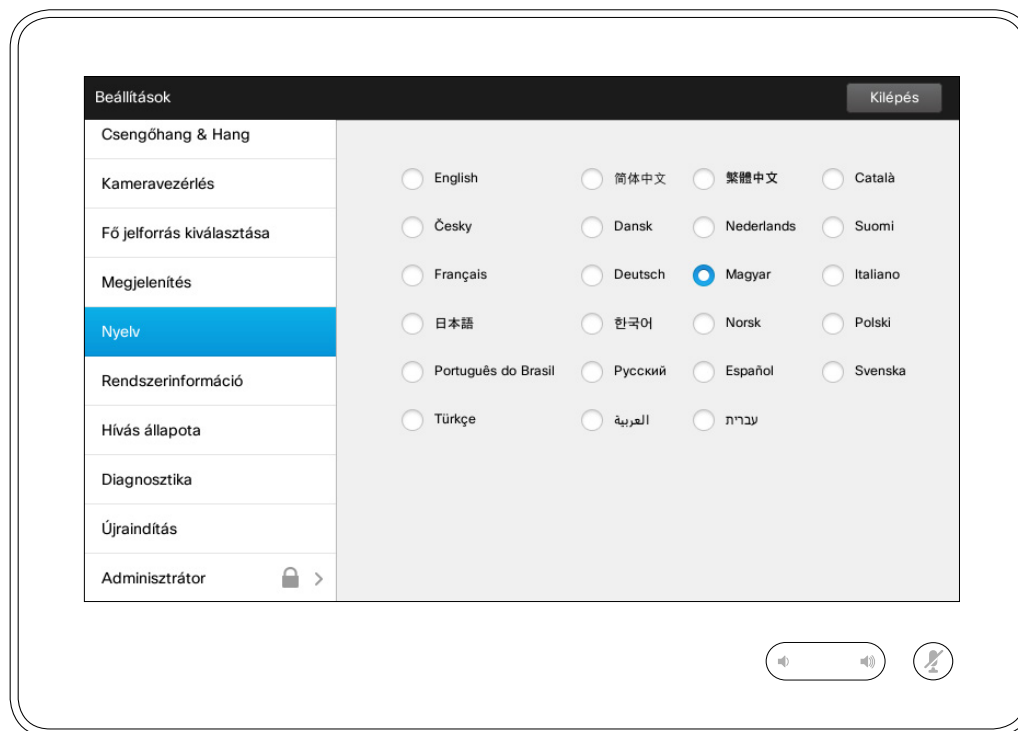 Beállítások
Kilépés
Csengőhang & Hang
Kameravezérlés
Fő jelforrás kiválasztása
Megjelenítés
Nyelv
Rendszerinformáció
Hívás állapota
Diagnosztika
Újraindítás
Adminisztrátor
English 简体中文 繁體中文 Català
Česky Dansk Nederlands Suomi
Français Deutsch Magyar Italiano
日本語 한국어 Norsk Polski
Português do Brasil Русский Español Svenska
Türkçe العربية עברית